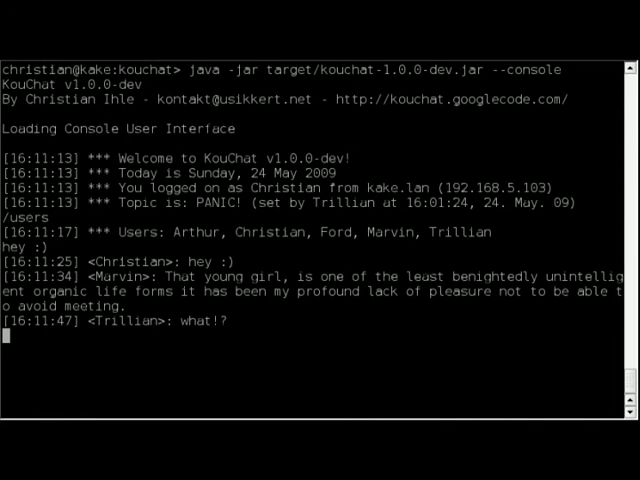 christian@kake:kouchat> java -jar target/kouchat-1.0.0-dev.jar --console
KouChat v1.0.0-dev
By Christian Ihle - kontakt@usikkert.net - http://kouchat.googlecode.com/
Loading Console User Interface
[16:11:13] *** Welcome to KouChat v1.0.0-dev!
[16:11:13] *** Today is Sunday, 24 May 2009
[16:11:13] *** You logged on as Christian from kake.lan (192.168.5.103)
[16:11:13] *** Topic is: PANIC! (set by Trillian at 16:01:24, 24. May. 09)
/users
[16:11:17] *** Users: Arthur, Christian, Ford, Marvin, Trillian
hey :)
[16:11:25] <Christian>: hey :)
[16:11:34] <Marvin>: That young girl, is one of the least benightedly unintellig
ent organic life forms it has been my profound lack of pleasure not to be able t
o avoid meeting.
[16:11:47] <Trillian>: what!?